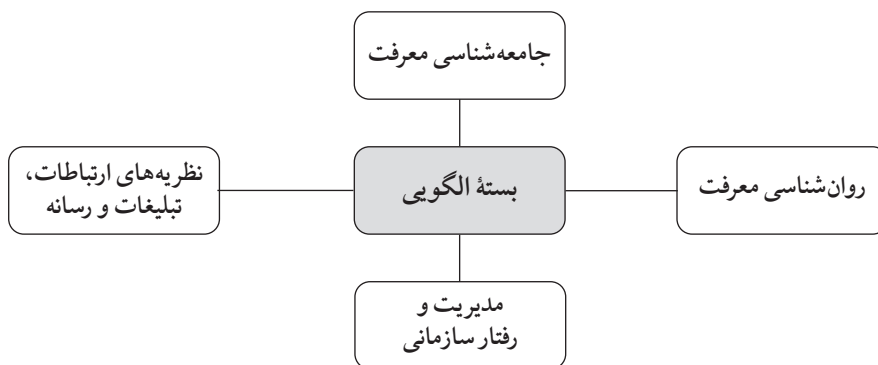 جامعه‌شناسی معرفت
روان‌شناسی معرفت
بستهٔ الگویی
نظریه‌های ارتباطات،
تبلیغات و رسانه
مدیریت و
رفتار سازمانی